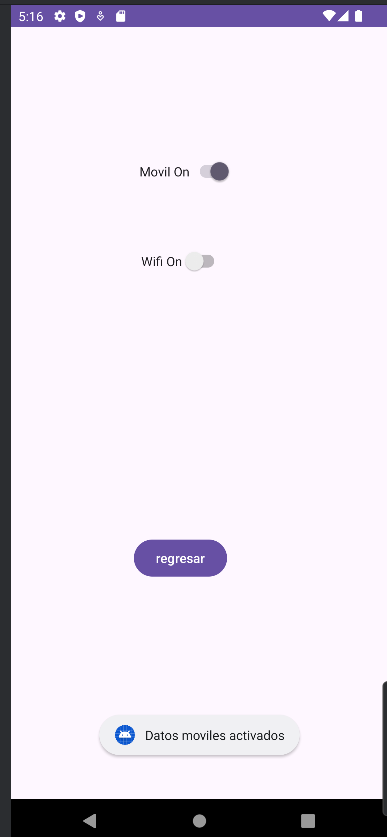 5:16
Movil On
Wifi On
regresar
Datos moviles activados